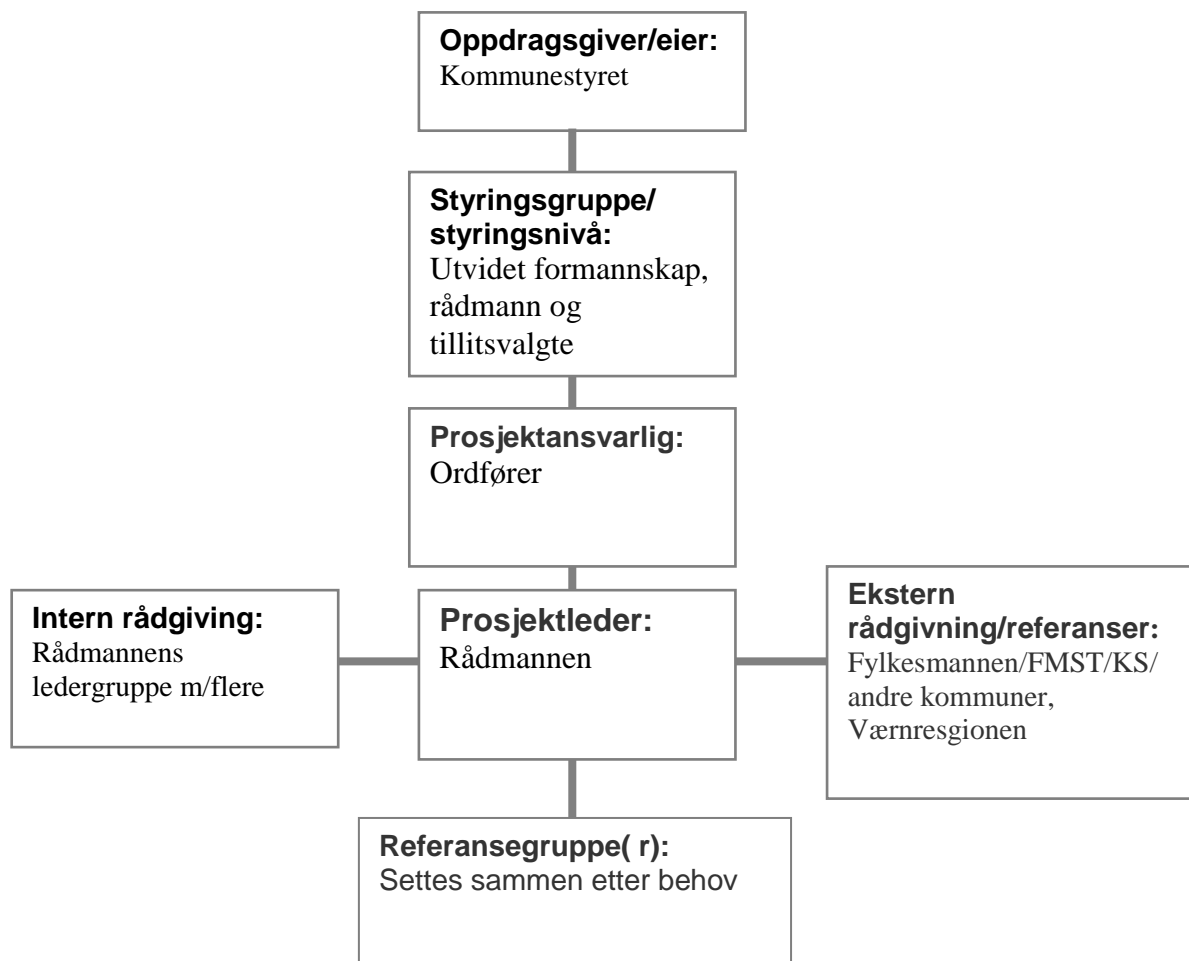 Oppdragsgiver/eier:
Kommunestyret
Styringsgruppe/
styringsnivå:
Utvidet formannskap,
rådmann og
tillitsvalgte
Prosjektansvarlig:
Ordfører
Intern rådgiving:
Rådmannens
ledergruppe m/flere
Prosjektleder:
Rådmannen
Ekstern
rådgivning/referanser:
Fylkesmannen/FMST/KS/
andre kommuner,
Værnresgionen
Referansegruppe( r):
Settes sammen etter behov